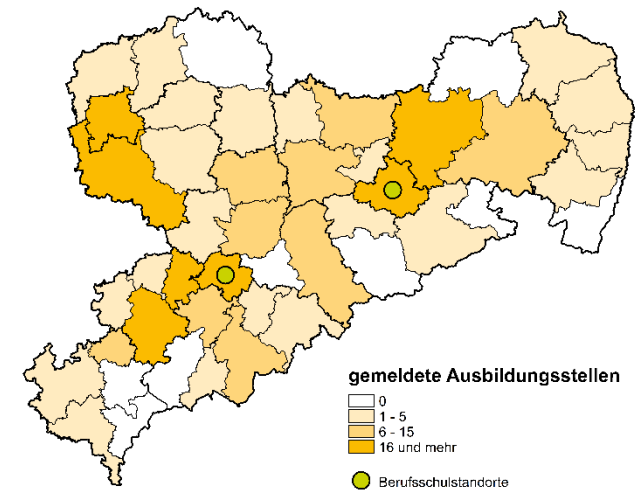 gemeldete Ausbildungsstellen
0
1 - 5
6 - 15
16 und mehr
Berufsschulstandorte